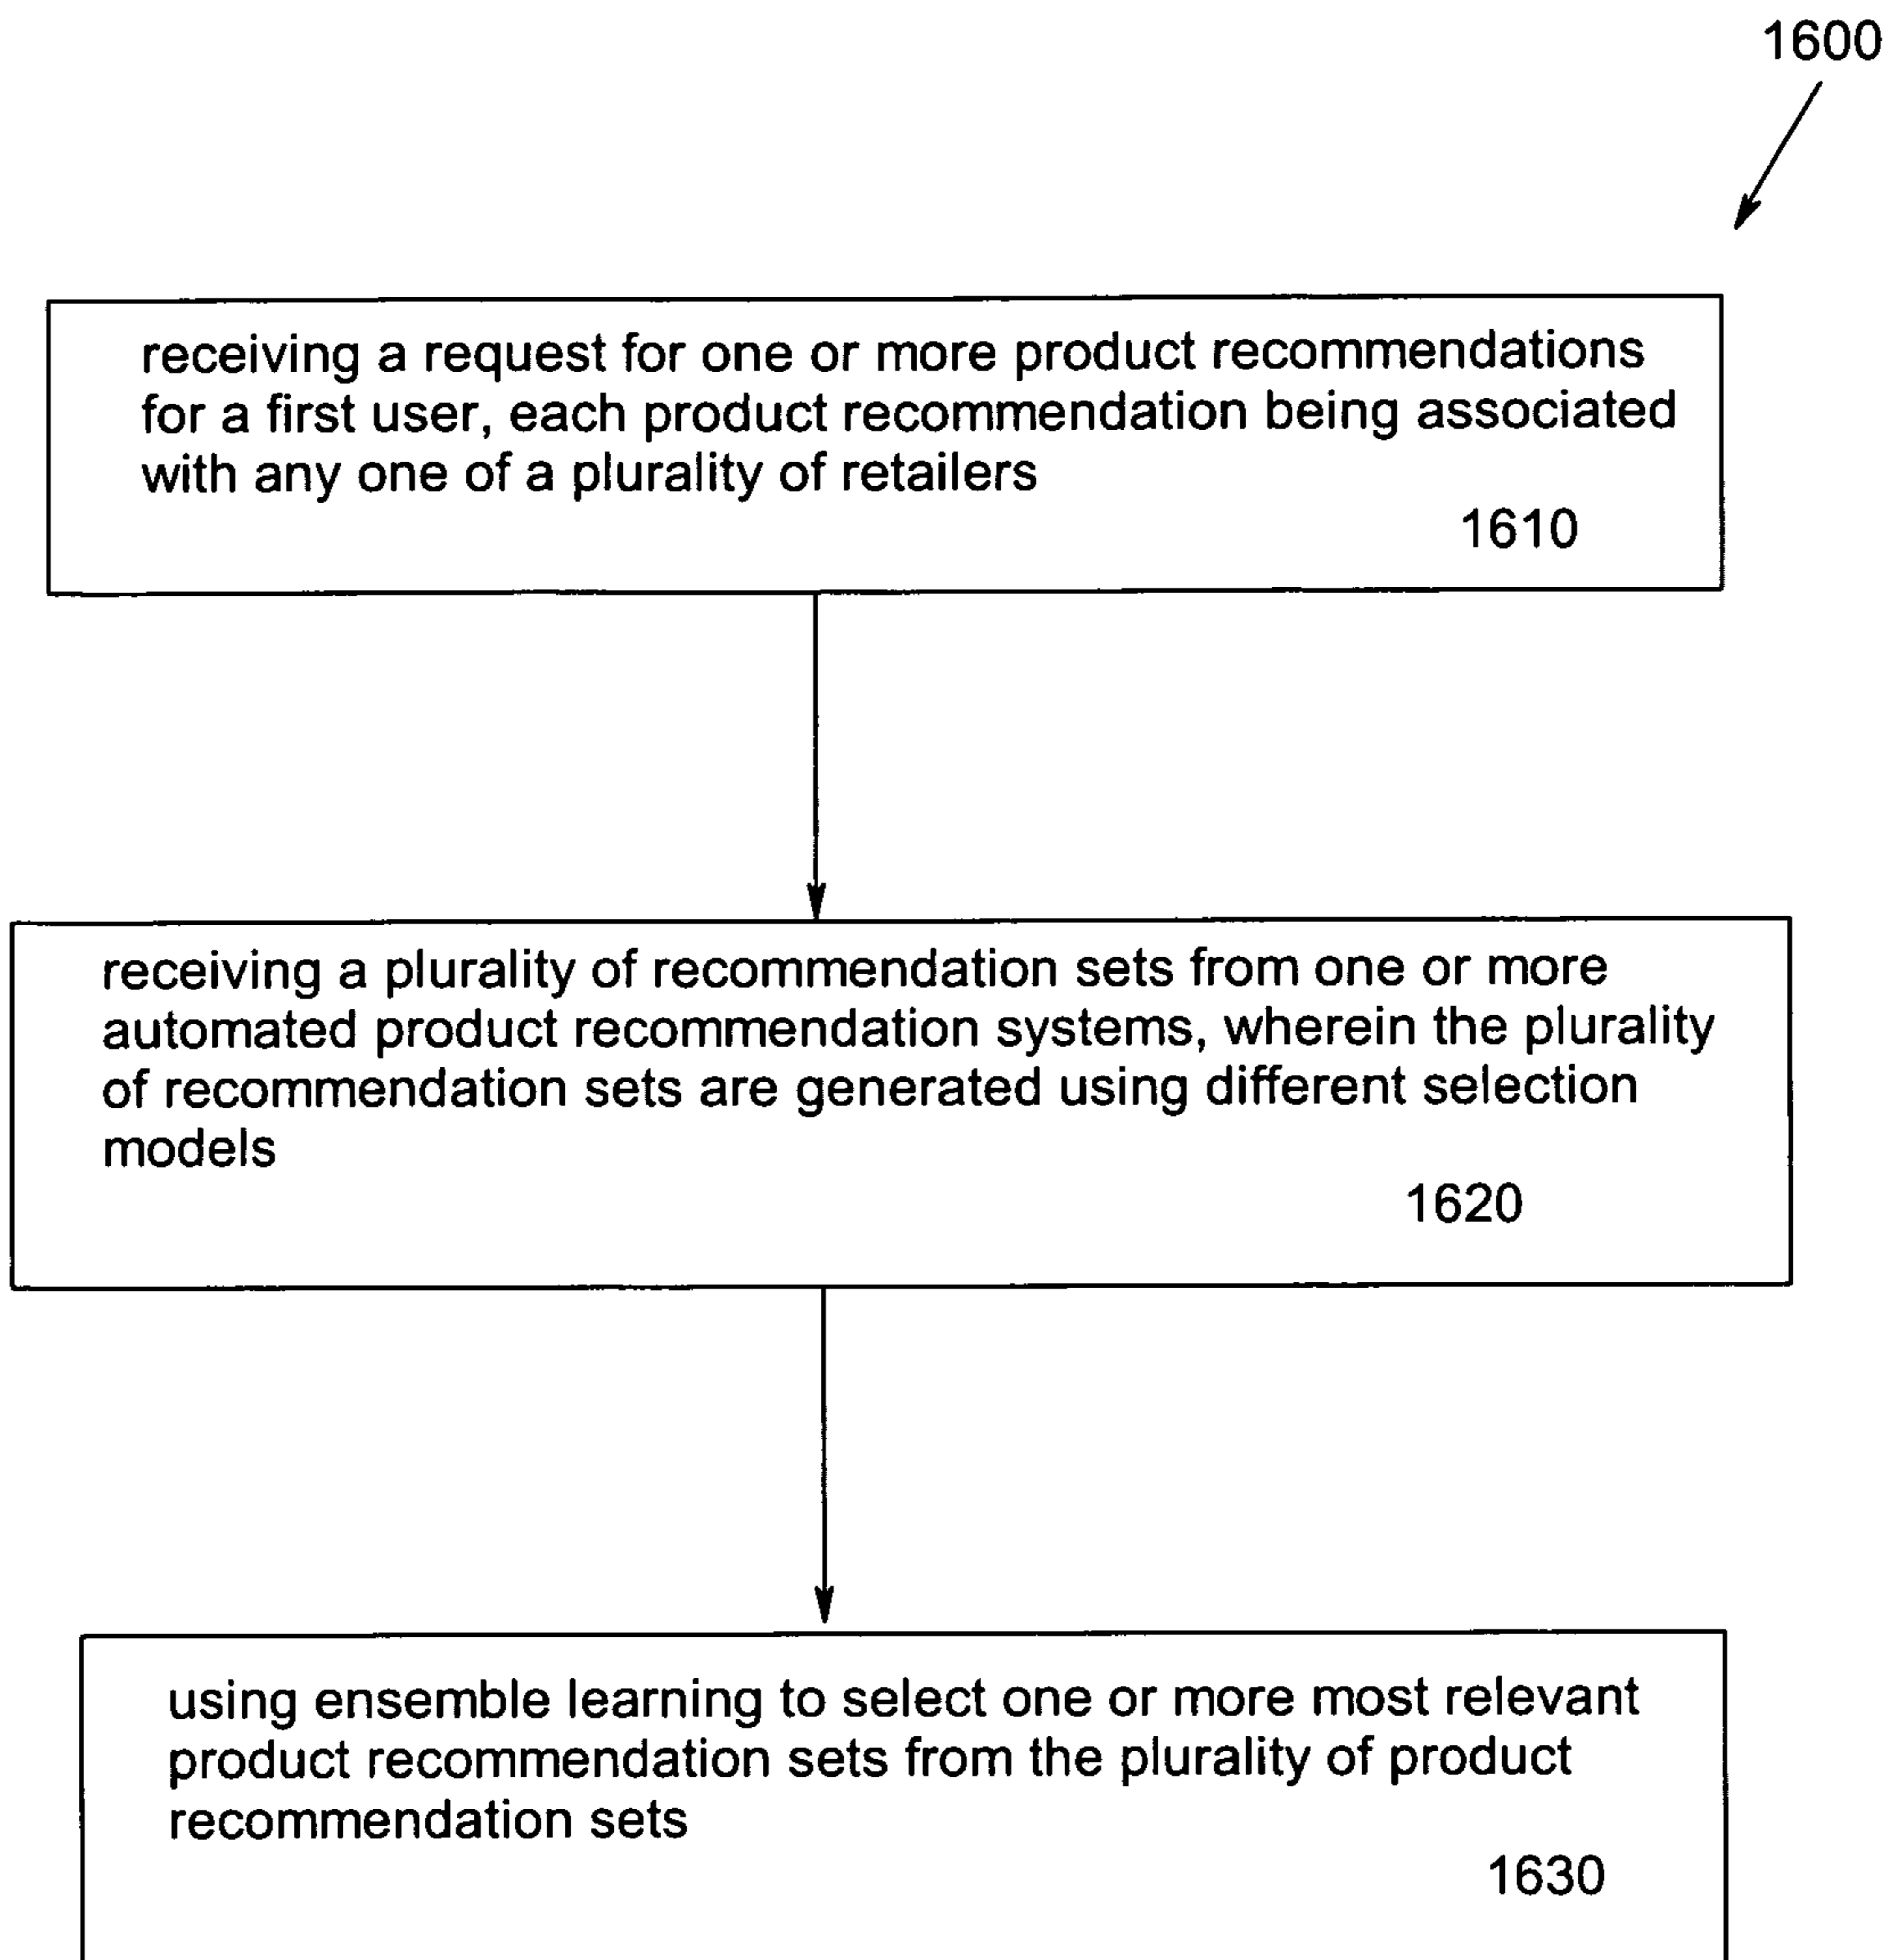 1600
receiving a request for one or more product recommendations
for a first user, each product recommendation being associated
with any one of a plurality of retailers
1610
receiving a plurality of recommendation sets from one or more
automated product recommendation systems, wherein the plurality
of recommendation sets are generated using different selection
models
1620
using ensemble learning to select one or more most relevant
product recommendation sets from the plurality of product
recommendation sets
1630